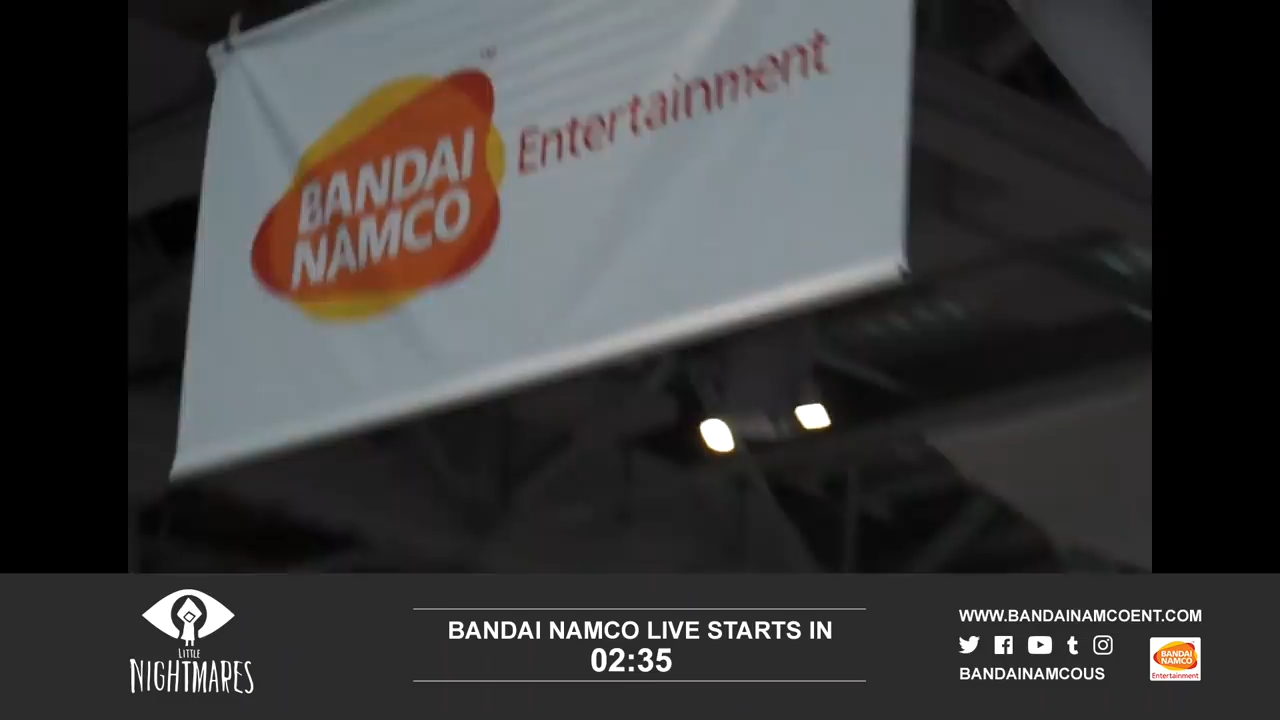 BANDAI
NAMCO
Entertainment
LITTLE
NIGHTMARES
BANDAI NAMCO LIVE STARTS IN
02:35
WWW.BANDAINAMCOENT.COM
BANDAINAMCOUS
BANDAI
NAMCO
Entertainment